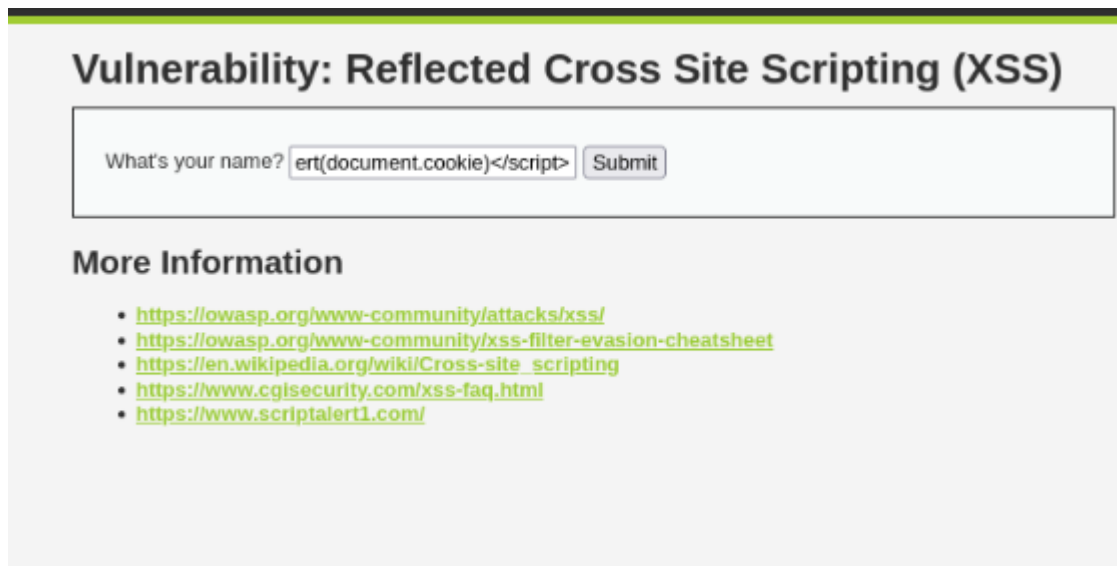 Vulnerability: Reflected Cross Site Scripting (XSS)
What's your name? ert(document.cookie)</script> Submit
More Information
• https://owasp.org/www-community/attacks/xss/
• https://owasp.org/www-community/xss-filter-evasion-cheatsheet
• https://en.wikipedia.org/wiki/Cross-site_scripting
• https://www.cgisecurity.com/xss-faq.html
• https://www.scriptalert1.com/